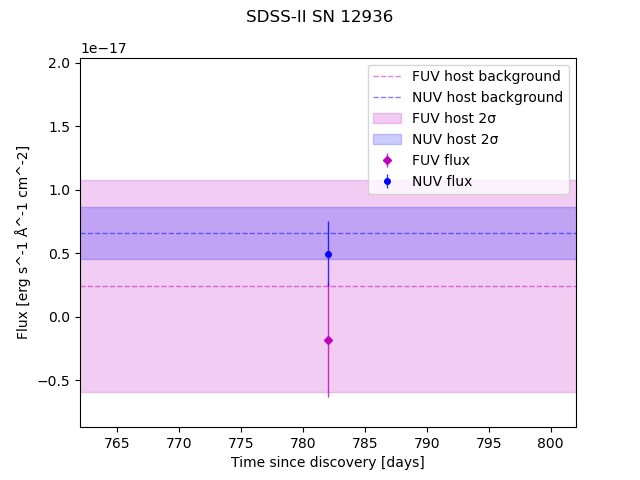 SDSS-II SN 12936
1e−17
2.0
1.5
1.0
0.5
0.0
−0.5
Flux [erg s^-1 Å^-1 cm^-2]
FUV host background
NUV host background
FUV host 2σ
NUV host 2σ
FUV flux
NUV flux
765 770 775 780 785 790 795 800
Time since discovery [days]